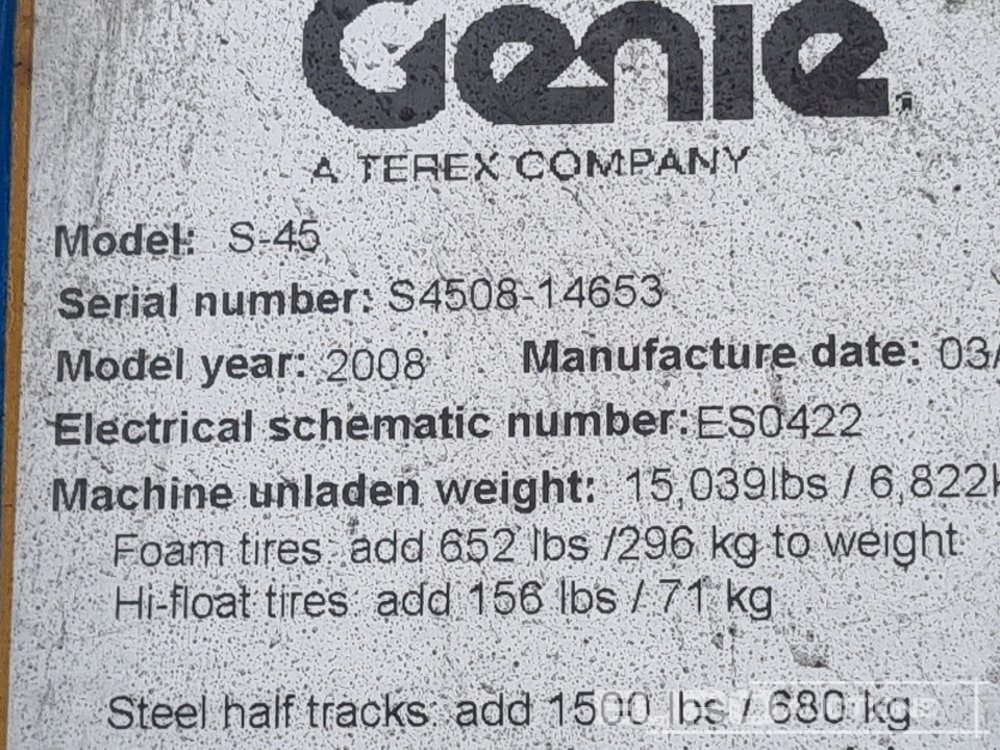 Genie
A TEREX COMPANY
Model: S-45
Serial number: S4508-14653
Model year: 2008 Manufacture date: 03/
Electrical schematic number: ES0422
Machine unladen weight: 15,039lbs / 6,822k
Foam tires: add 652 lbs /296 kg to weight
Hi-float tires: add 156 lbs / 71 kg
Steel half tracks: add 1500 lbs / 680 kg